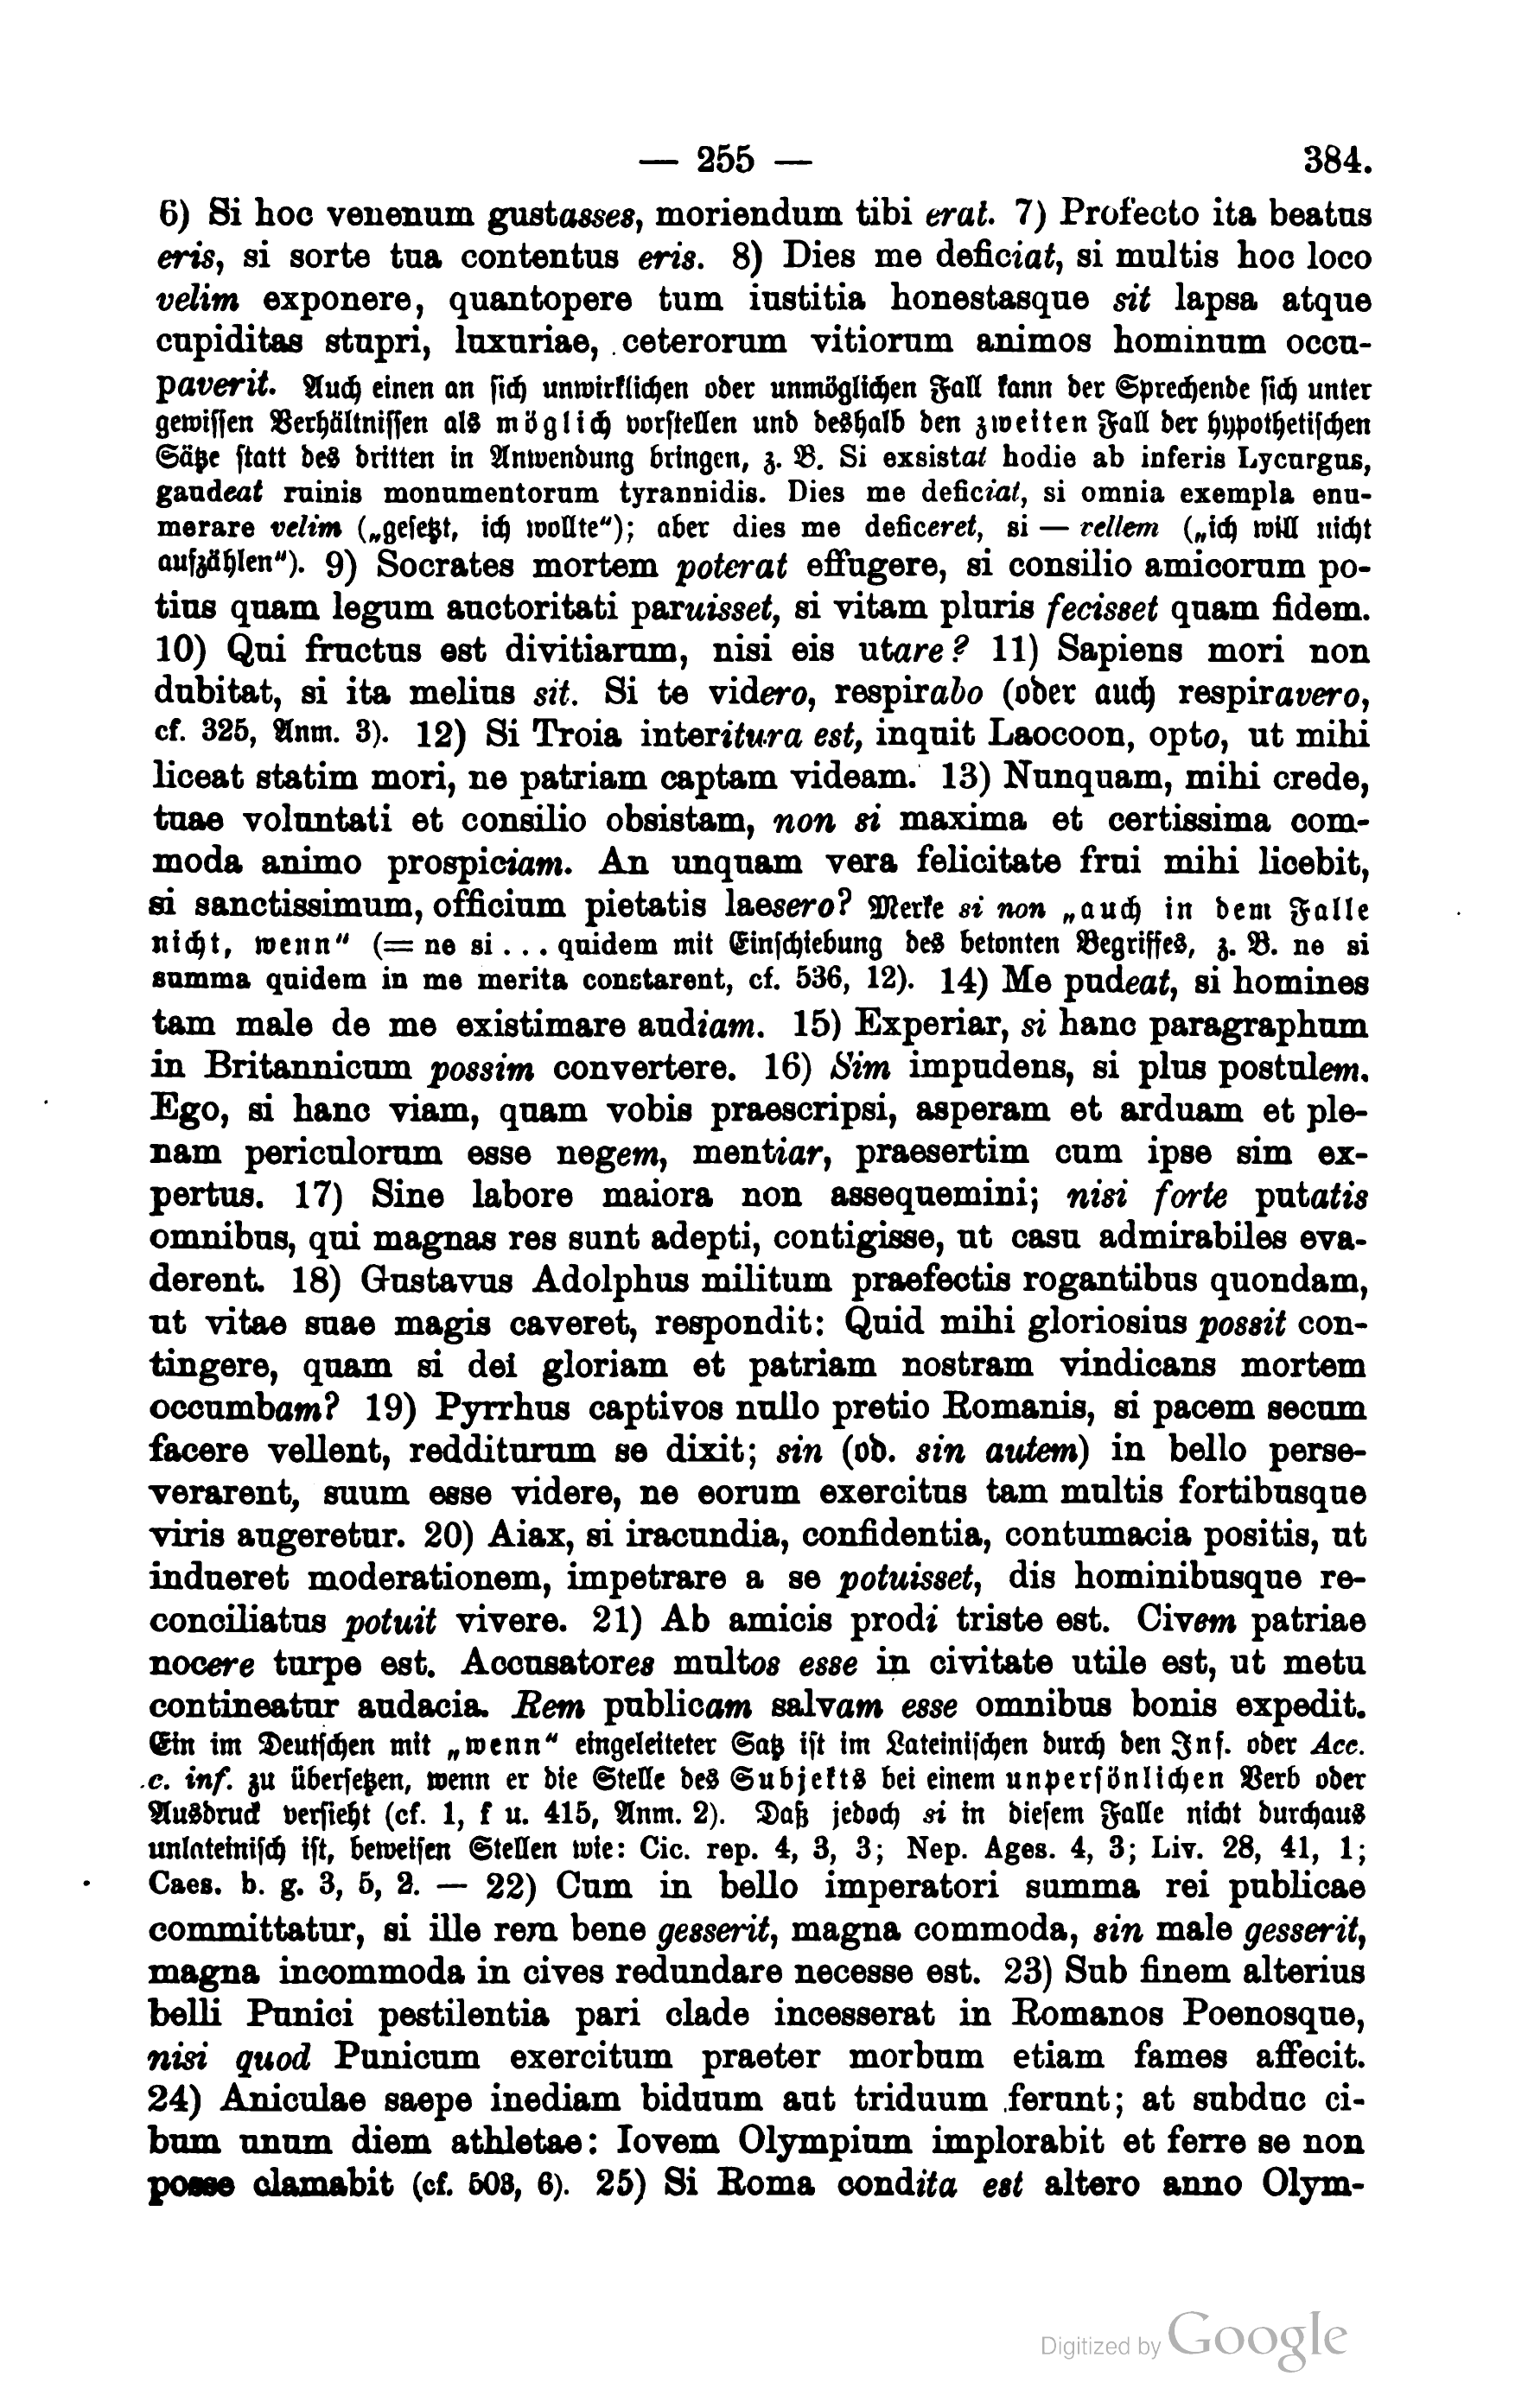 — 255 — 384.
6) Si hoc venenum gustasses, moriendum tibi erat. 7) Profecto ita beatus
eris, si sorte tua contentus eris. 8) Dies me deficiat, si multis hoc loco
velim exponere, quantopere tum iustitia honestasque sit lapsa atque
cupiditas stupri, luxuriae, ceterorum vitiorum animos hominum occu-
paverit. Auch einen an sich unwirklichen oder unmöglichen Fall kann der Sprechende sich unter
gewissen Verhältnissen als möglich vorstellen und deshalb den zweiten Fall der hypothetischen
Sätze statt des dritten in Anwendung bringen, z. B. Si exsistat hodie ab inferis Lycurgus,
gaudeat ruinis monumentorum tyrannidis. Dies me deficiat, si omnia exempla enu-
merare velim („gesetzt, ich wollte“); aber dies me deficeret, si — vellem („ich will nicht
aufzählen“). 9) Socrates mortem poterat effugere, si consilio amicorum po-
tius quam legum auctoritati paruisset, si vitam pluris fecisset quam fidem.
10) Qui fructus est divitiarum, nisi eis utare? 11) Sapiens mori non
dubitat, si ita melius sit. Si te videro, respirabo (oder auch respiravero,
cf. 325, Anm. 3). 12) Si Troia interitura est, inquit Laocoon, opto, ut mihi
liceat statim mori, ne patriam captam videam. 13) Nunquam, mihi crede,
tuae voluntati et consilio obsistam, non si maxima et certissima com-
moda animo prospiciam. An unquam vera felicitate frui mihi licebit,
si sanctissimum, officium pietatis laesero? Merke si non „auch in dem Falle
nicht, wenn“ (= ne si ... quidem mit Einschiebung des betonten Begriffes, z. B. ne si
summa quidem in me merita constarent, cf. 536, 12). 14) Me pudeat, si homines
tam male de me existimare audiam. 15) Experiar, si hanc paragraphum
in Britannicum possim convertere. 16) Sim impudens, si plus postulem.
Ego, si hanc viam, quam vobis praescripsi, asperam et arduam et ple-
nam periculorum esse negem, mentiar, praesertim cum ipse sim ex-
pertus. 17) Sine labore maiora non assequemini; nisi forte putatis
omnibus, qui magnas res sunt adepti, contigisse, ut casu admirabiles eva-
derent. 18) Gustavus Adolphus militum praefectis rogantibus quondam,
ut vitae suae magis caveret, respondit: Quid mihi gloriosius possit con-
tingere, quam si dei gloriam et patriam nostram vindicans mortem
occumbam? 19) Pyrrhus captivos nullo pretio Romanis, si pacem secum
facere vellent, redditurum se dixit; sin (od. sin autem) in bello perse-
verarent, suum esse videre, ne eorum exercitus tam multis fortibusque
viris augeretur. 20) Aiax, si iracundia, confidentia, contumacia positis, ut
indueret moderationem, impetrare a se potuisset, dis hominibusque re-
conciliatus potuit vivere. 21) Ab amicis prodi triste est. Civem patriae
nocere turpe est. Accusatores multos esse in civitate utile est, ut metu
contineatur audacia. Rem publicam salvam esse omnibus bonis expedit.
Ein im Deutschen mit „wenn“ eingeleiteter Satz ist im Lateinischen durch den Inf. oder Acc.
c. inf. zu übersetzen, wenn er die Stelle des Subjekts bei einem unpersönlichen Verb oder
Ausdruck versieht (cf. 1, f u. 415, Anm. 2). Daß jedoch si in diesem Falle nicht durchaus
unlateinisch ist, beweisen Stellen wie: Cic. rep. 4, 3, 3; Nep. Ages. 4, 3; Liv. 28, 41, 1;
Caes. b. g. 3, 5, 2. — 22) Cum in bello imperatori summa rei publicae
committatur, si ille rem bene gesserit, magna commoda, sin male gesserit,
magna incommoda in cives redundare necesse est. 23) Sub finem alterius
belli Punici pestilentia pari clade incesserat in Romanos Poenosque,
nisi quod Punicum exercitum praeter morbum etiam fames affecit.
24) Aniculae saepe inediam biduum aut triduum ferunt; at subduc ci-
bum unum diem athletae: Iovem Olympium implorabit et ferre se non
posse clamabit (cf. 503, 6). 25) Si Roma condita est altero anno Olym-
Digitized by Google